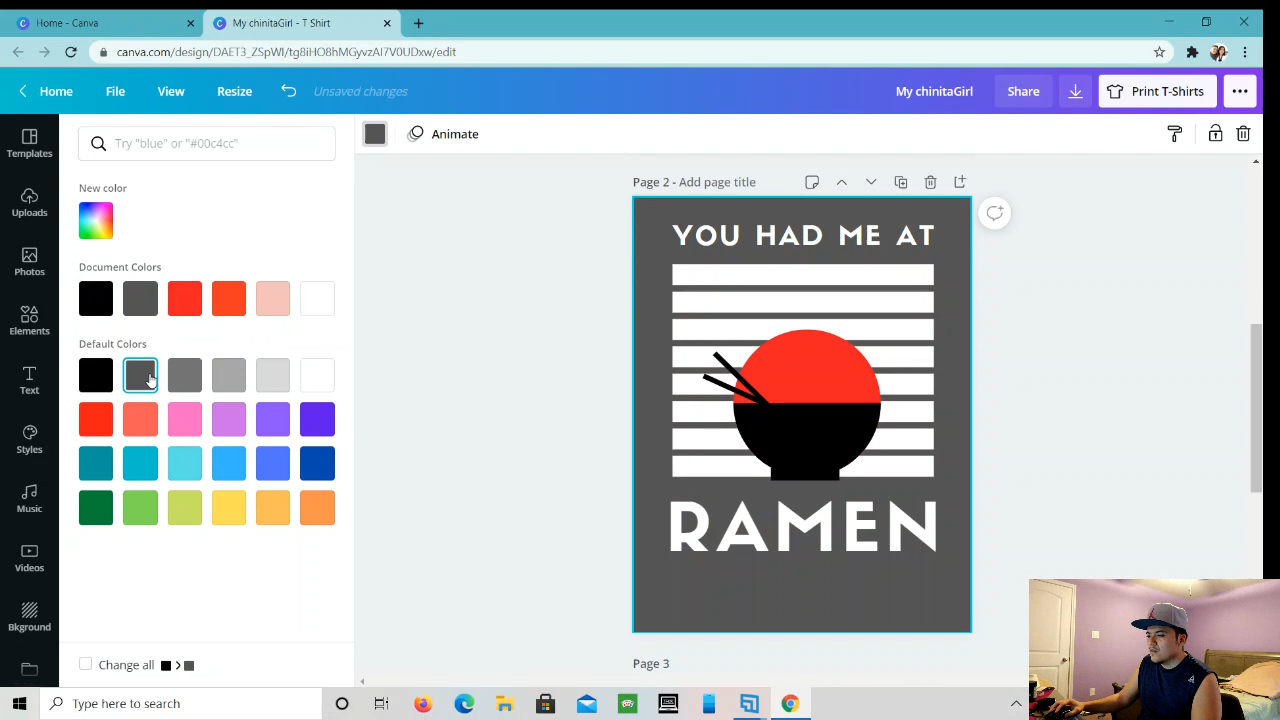 Home - Canva
My chinitaGirl - T Shirt
canva.com/design/DAET3_ZSpWI/tg8iHO8hMGyvzAI7V0UDxw/edit
Home
File
View
Resize
Unsaved changes
My chinitaGirl
Share
Print T-Shirts
Templates
Uploads
Photos
Elements
Text
Styles
Music
Videos
Bkground
Try "blue" or "#00c4cc"
New color
Document Colors
Default Colors
Change all
Animate
Page 2 - Add page title
YOU HAD ME AT
RAMEN
Page 3
Type here to search